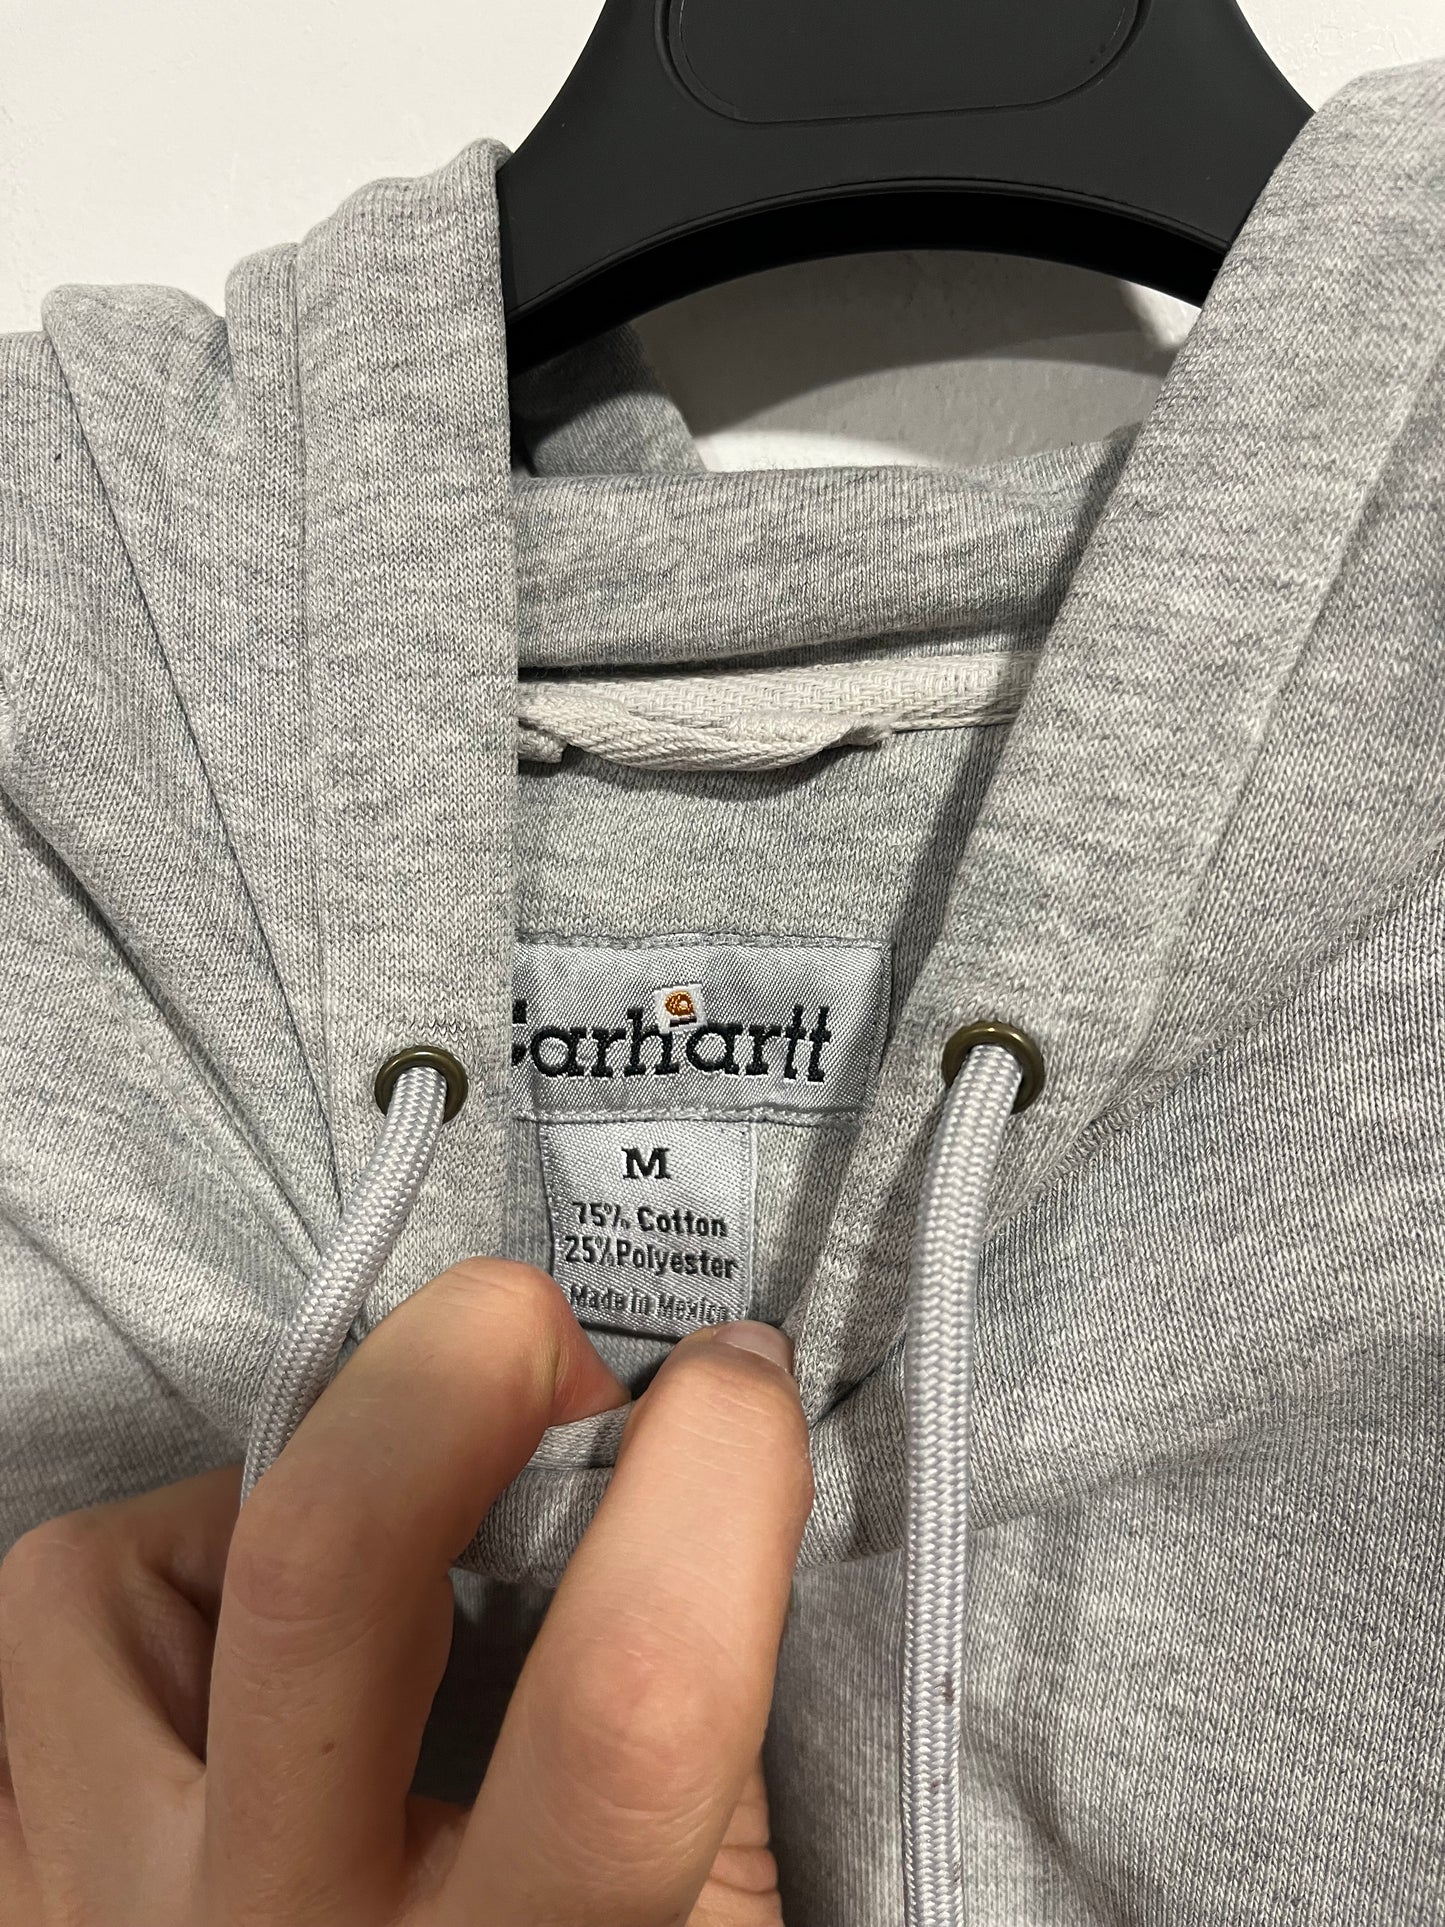 Carhartt
M
75% Cotton
25% Polyester
Made in Mexico